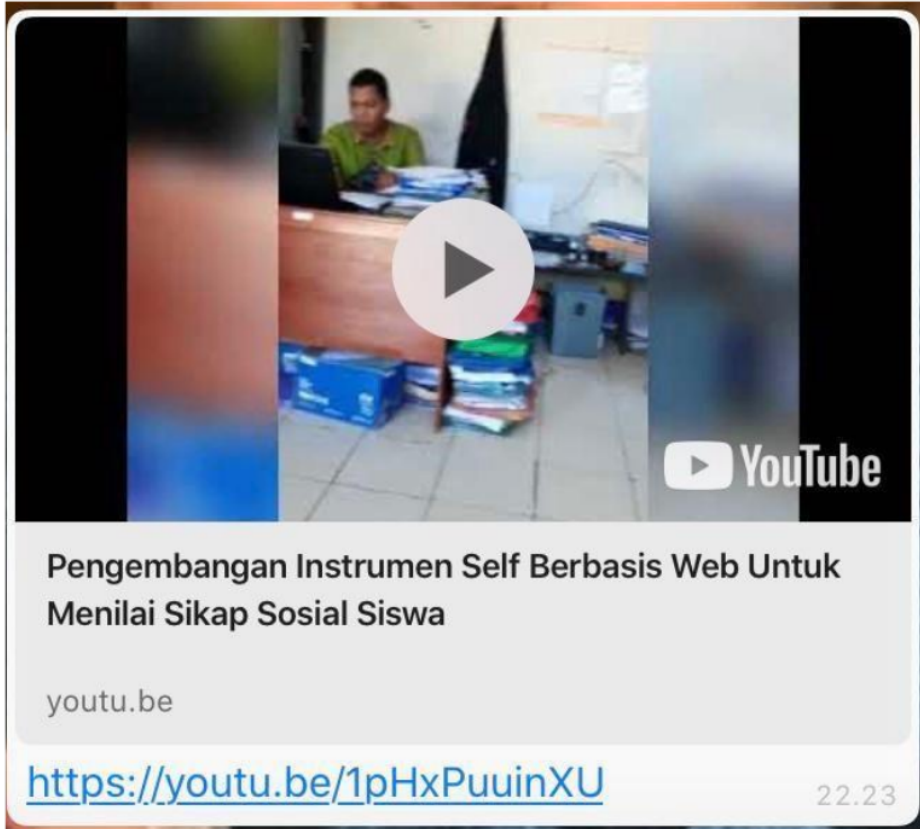 YouTube
Pengembangan Instrumen Self Berbasis Web Untuk
Menilai Sikap Sosial Siswa
youtu.be
https://youtu.be/1pHxPuuinXU
22.23